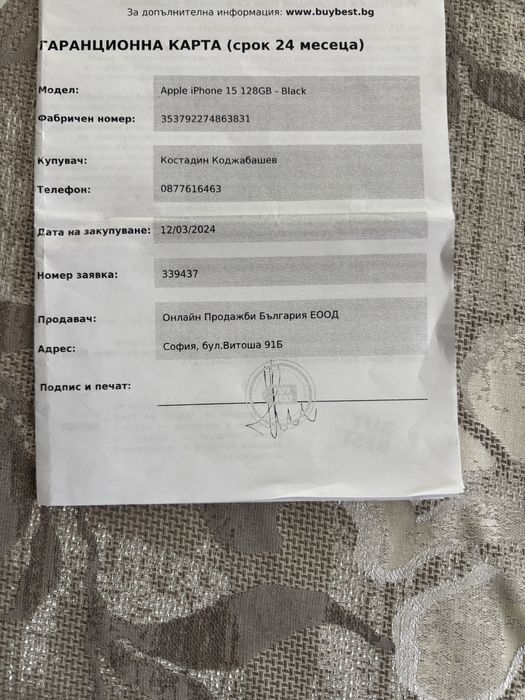 За допълнителна информация: www.buybest.bg
ГАРАНЦИОННА КАРТА (срок 24 месеца)
Модел: Apple iPhone 15 128GB - Black
Фабричен номер: 353792274863831
Купувач: Костадин Коджабашев
Телефон: 0877616463
Дата на закупуване: 12/03/2024
Номер заявка: 339437
Продавач: Онлайн Продажби България ЕООД
Адрес: София, бул.Витоша 91Б
Подпис и печат:
BUY
BEST